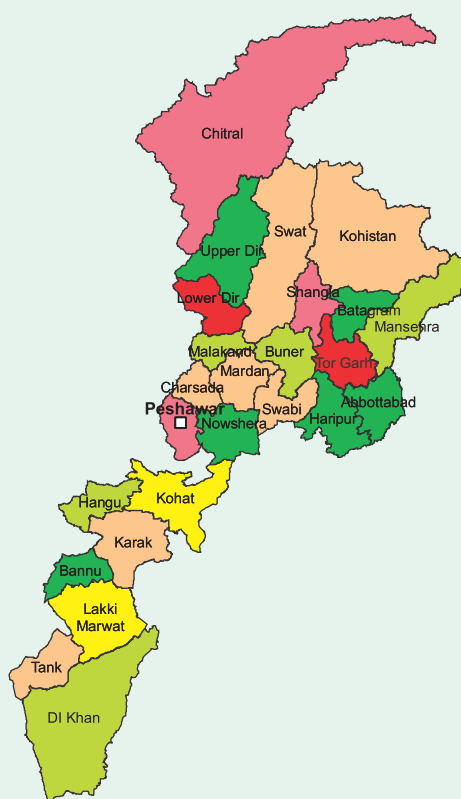 Chitral
Swat
Kohistan
Upper Dir
Shangla
Lower Dir
Batagram
Mansehra
Malakand
Buner
Tor Garh
Mardan
Charsada
Abbottabad
Peshawar
Swabi
Haripur
Nowshera
Kohat
Hangu
Karak
Bannu
Lakki
Marwat
Tank
DI Khan